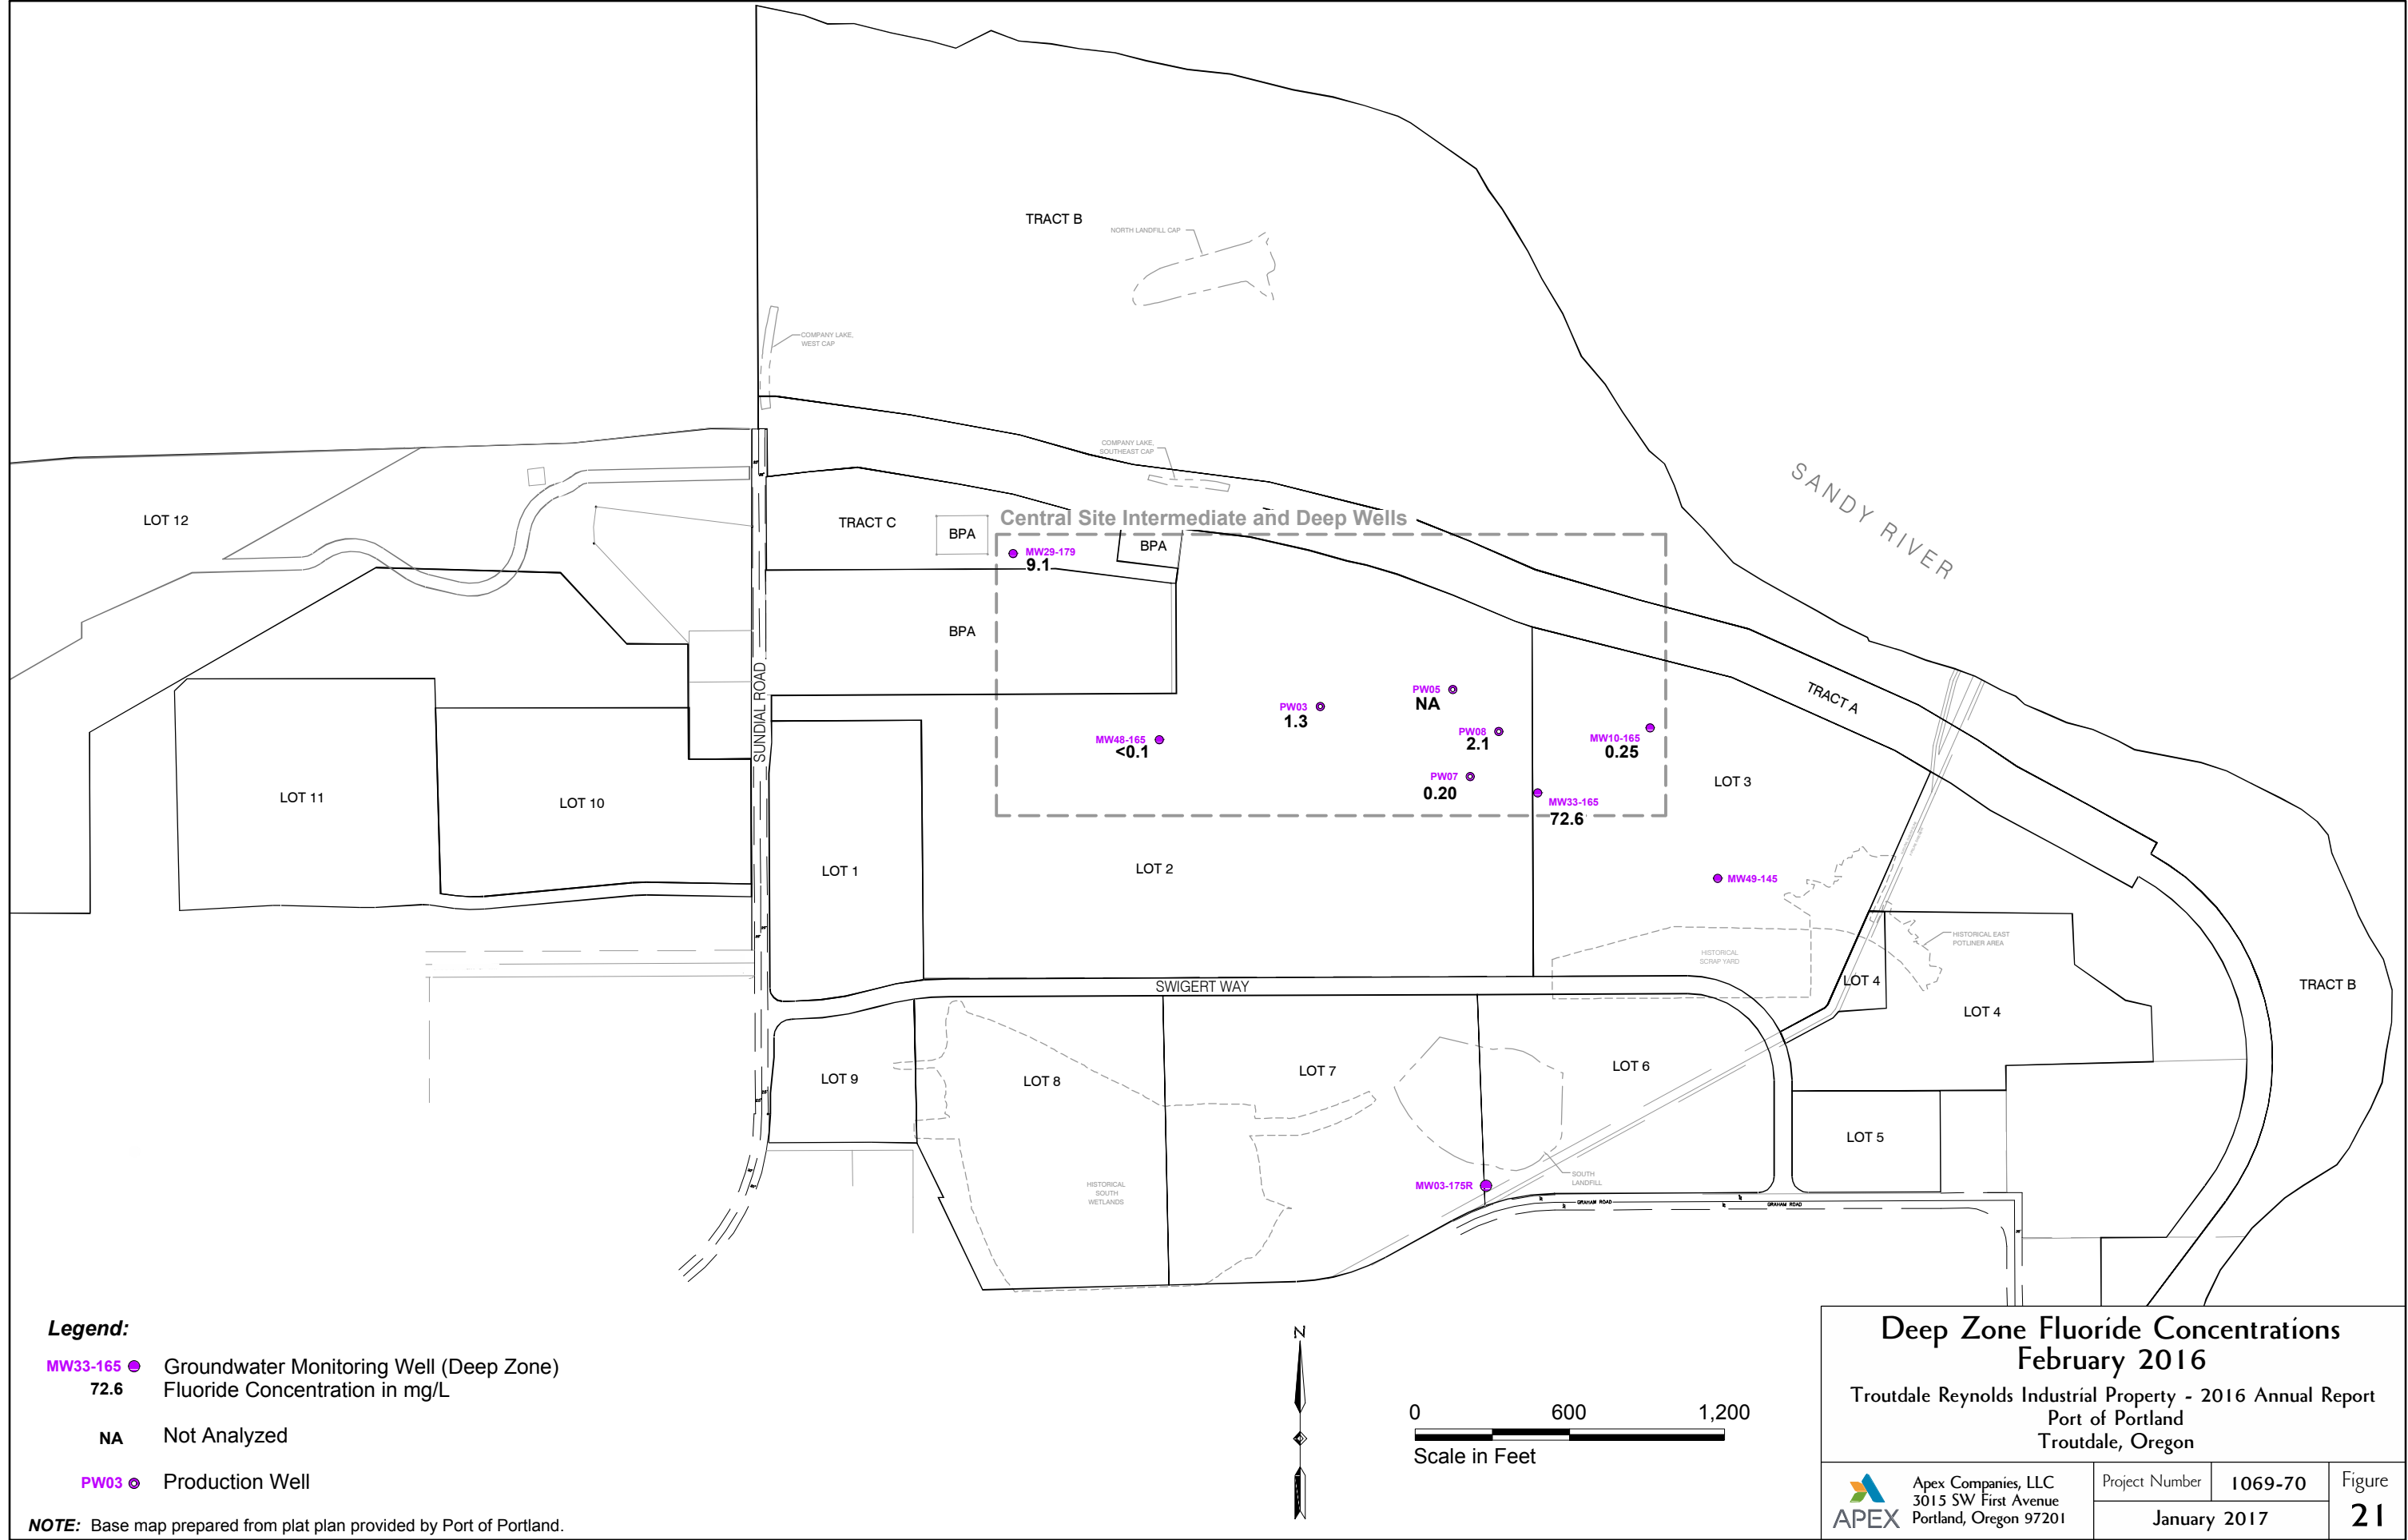 TRACT B
NORTH LANDFILL CAP
COMPANY LAKE,
WEST CAP
COMPANY LAKE,
SOUTHEAST CAP
SANDY RIVER
LOT 12
TRACT C
BPA
Central Site Intermediate and Deep Wells
MW29-179
9.1
BPA
BPA
SUNDIAL ROAD
TRACT A
PW05
NA
PW03
1.3
PW08
2.1
MW48-165
<0.1
MW10-165
0.25
PW07
0.20
MW33-165
72.6
LOT 3
LOT 11
LOT 10
LOT 1
LOT 2
MW49-145
HISTORICAL
SCRAP YARD
HISTORICAL EAST
POTLINER AREA
LOT 4
LOT 4
TRACT B
SWIGERT WAY
LOT 9
LOT 8
LOT 7
LOT 6
LOT 5
HISTORICAL
SOUTH
WETLANDS
SOUTH
LANDFILL
MW03-175R
GRAHAM ROAD
GRAHAM ROAD
Legend:
MW33-165 Groundwater Monitoring Well (Deep Zone)
72.6 Fluoride Concentration in mg/L
NA Not Analyzed
PW03 Production Well
NOTE: Base map prepared from plat plan provided by Port of Portland.
N
0 600 1,200
Scale in Feet
Deep Zone Fluoride Concentrations
February 2016
Troutdale Reynolds Industrial Property - 2016 Annual Report
Port of Portland
Troutdale, Oregon
APEX
Apex Companies, LLC
3015 SW First Avenue
Portland, Oregon 97201
Project Number 1069-70
January 2017
Figure
21